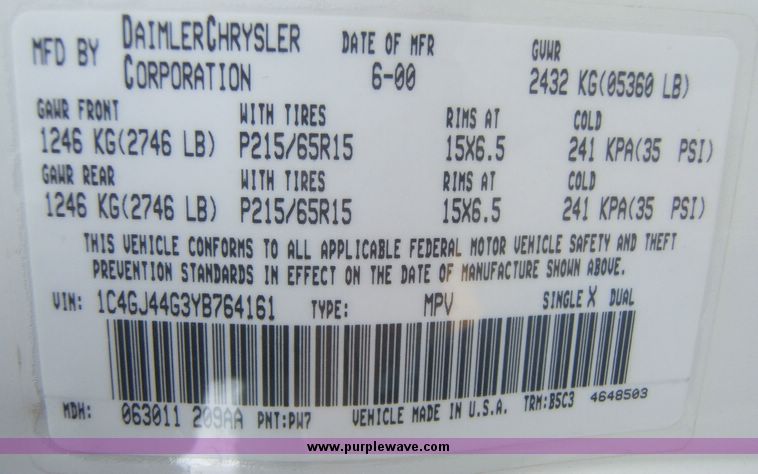 MFD BY DAIMLERCHRYSLER CORPORATION DATE OF MFR 6-00 GVWR 2432 KG(05360 LB)
GAWR FRONT WITH TIRES RIMS AT COLD
1246 KG(2746 LB) P215/65R15 15X6.5 241 KPA(35 PSI)
GAWR REAR WITH TIRES RIMS AT COLD
1246 KG(2746 LB) P215/65R15 15X6.5 241 KPA(35 PSI)
THIS VEHICLE CONFORMS TO ALL APPLICABLE FEDERAL MOTOR VEHICLE SAFETY AND THEFT
PREVENTION STANDARDS IN EFFECT ON THE DATE OF MANUFACTURE SHOWN ABOVE.
VIN: 1C4GJ44G3YB764161 TYPE: MPV SINGLE X DUAL
MDH: 063011 209AA PNT:PW7 VEHICLE MADE IN U.S.A. TRM:B5C3 4648503
www.purplewave.com